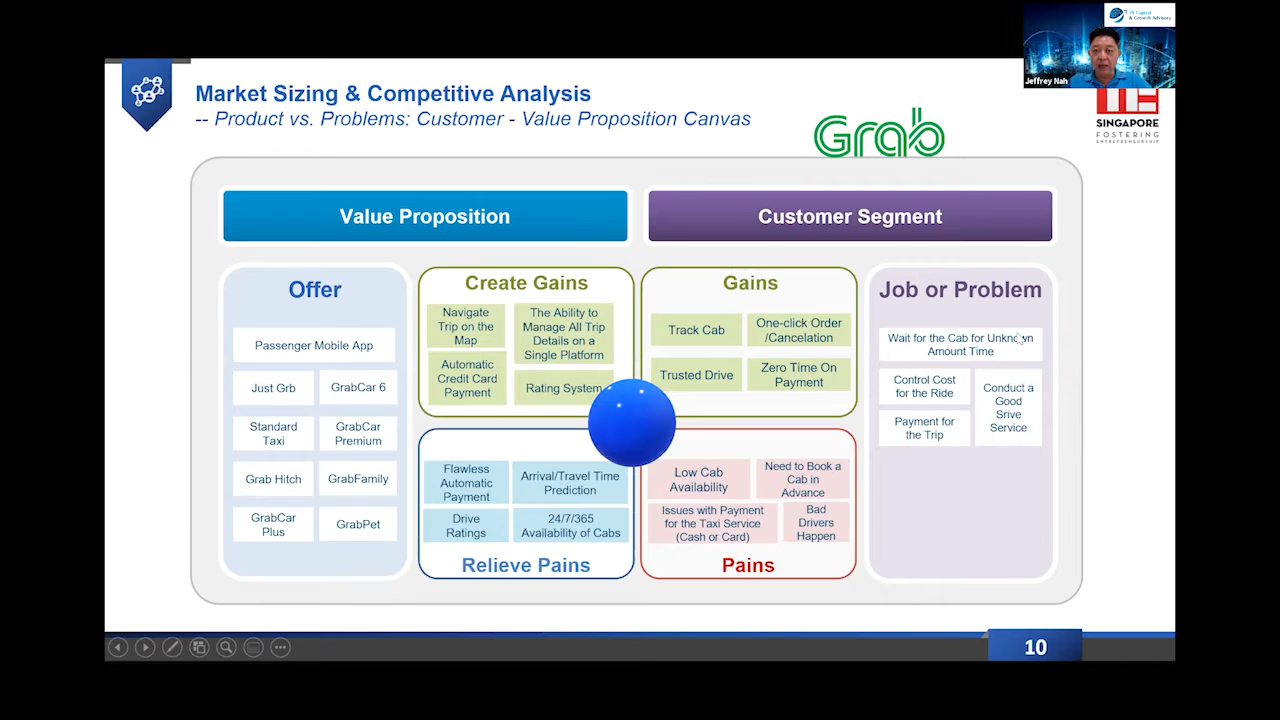 JS Capital
& Growth Advisory
Jeffrey Nah
Market Sizing & Competitive Analysis
-- Product vs. Problems: Customer - Value Proposition Canvas
Grab
SINGAPORE
FOSTERING
ENTREPRENEURSHIP
Value Proposition
Customer Segment
Offer
Passenger Mobile App
Just Grb
GrabCar 6
Standard
Taxi
GrabCar
Premium
Grab Hitch
GrabFamily
GrabCar
Plus
GrabPet
Create Gains
Navigate
Trip on the
Map
The Ability to
Manage All Trip
Details on a
Single Platform
Automatic
Credit Card
Payment
Rating System
Gains
Track Cab
One-click Order
/Cancelation
Trusted Drive
Zero Time On
Payment
Job or Problem
Wait for the Cab for Unknown
Amount Time
Control Cost
for the Ride
Conduct a
Good
Srive
Service
Payment for
the Trip
Flawless
Automatic
Payment
Arrival/Travel Time
Prediction
Drive
Ratings
24/7/365
Availability of Cabs
Relieve Pains
Low Cab
Availability
Need to Book a
Cab in
Advance
Issues with Payment
for the Taxi Service
(Cash or Card)
Bad
Drivers
Happen
Pains
10